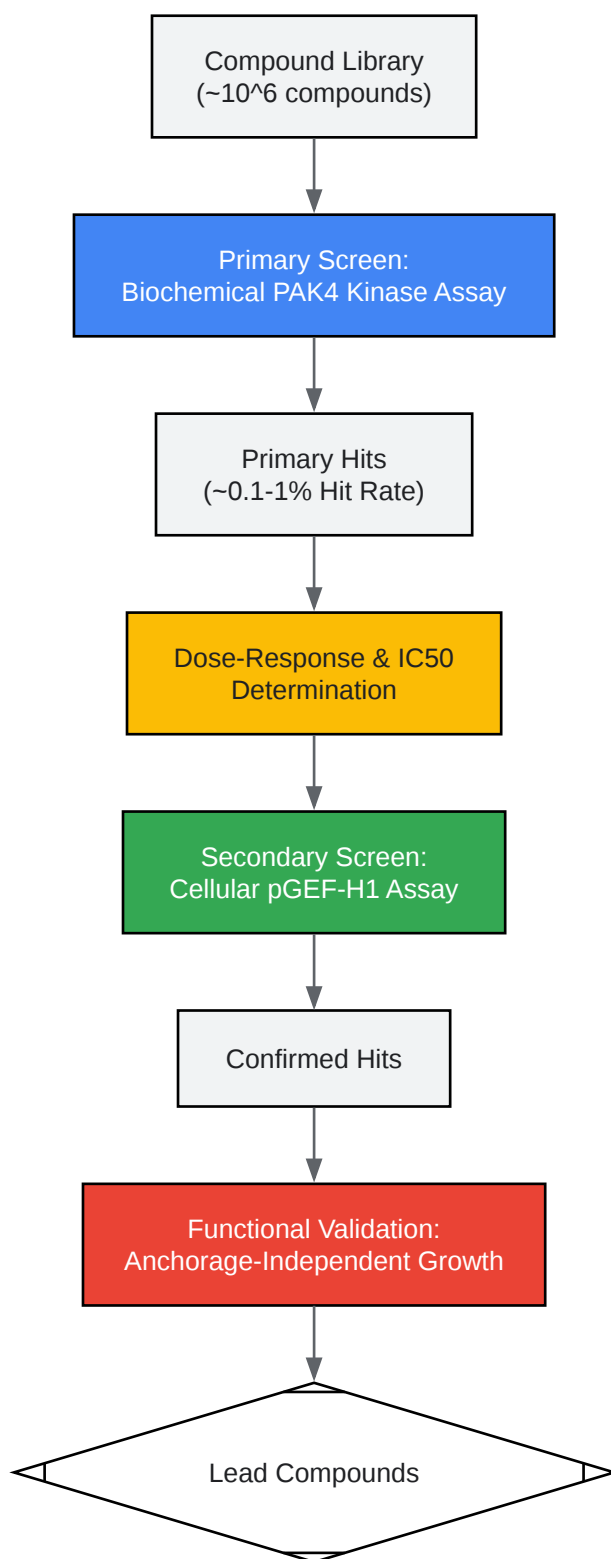 Compound Library
(~10^6 compounds)
Primary Screen:
Biochemical PAK4 Kinase Assay
Primary Hits
(~0.1-1% Hit Rate)
Dose-Response & IC50
Determination
Secondary Screen:
Cellular pGEF-H1 Assay
Confirmed Hits
Functional Validation:
Anchorage-Independent Growth
Lead Compounds